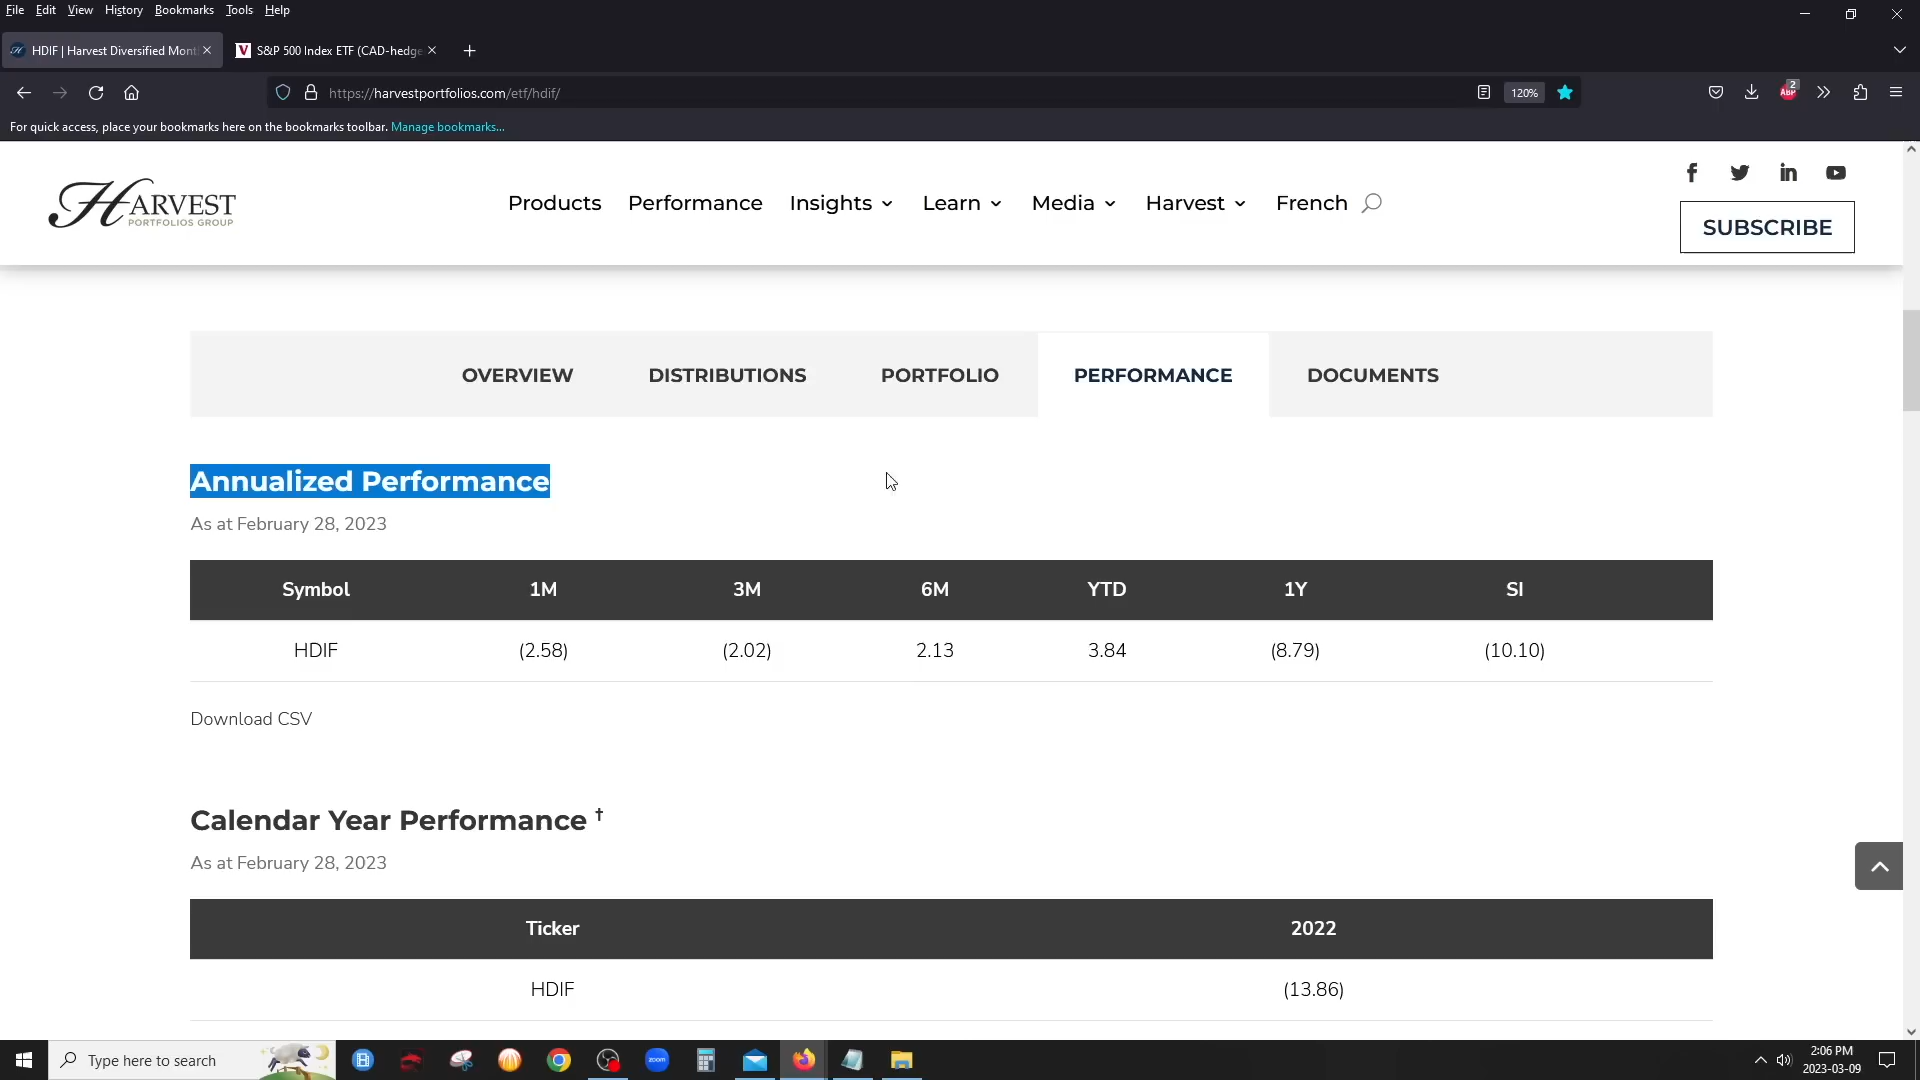 File Edit View History Bookmarks Tools Help
HDIF | Harvest Diversified Mont
S&P 500 Index ETF (CAD-hedge
https://harvestportfolios.com/etf/hdif/
120%
ABP
2
For quick access, place your bookmarks here on the bookmarks toolbar. Manage bookmarks...
HARVEST
PORTFOLIOS GROUP
Products Performance Insights Learn Media Harvest French
SUBSCRIBE
OVERVIEW DISTRIBUTIONS PORTFOLIO PERFORMANCE DOCUMENTS
Annualized Performance
As at February 28, 2023
Symbol 1M 3M 6M YTD 1Y SI
HDIF (2.58) (2.02) 2.13 3.84 (8.79) (10.10)
Download CSV
Calendar Year Performance †
As at February 28, 2023
Ticker 2022
HDIF (13.86)
Type here to search
zoom
2:06 PM
2023-03-09